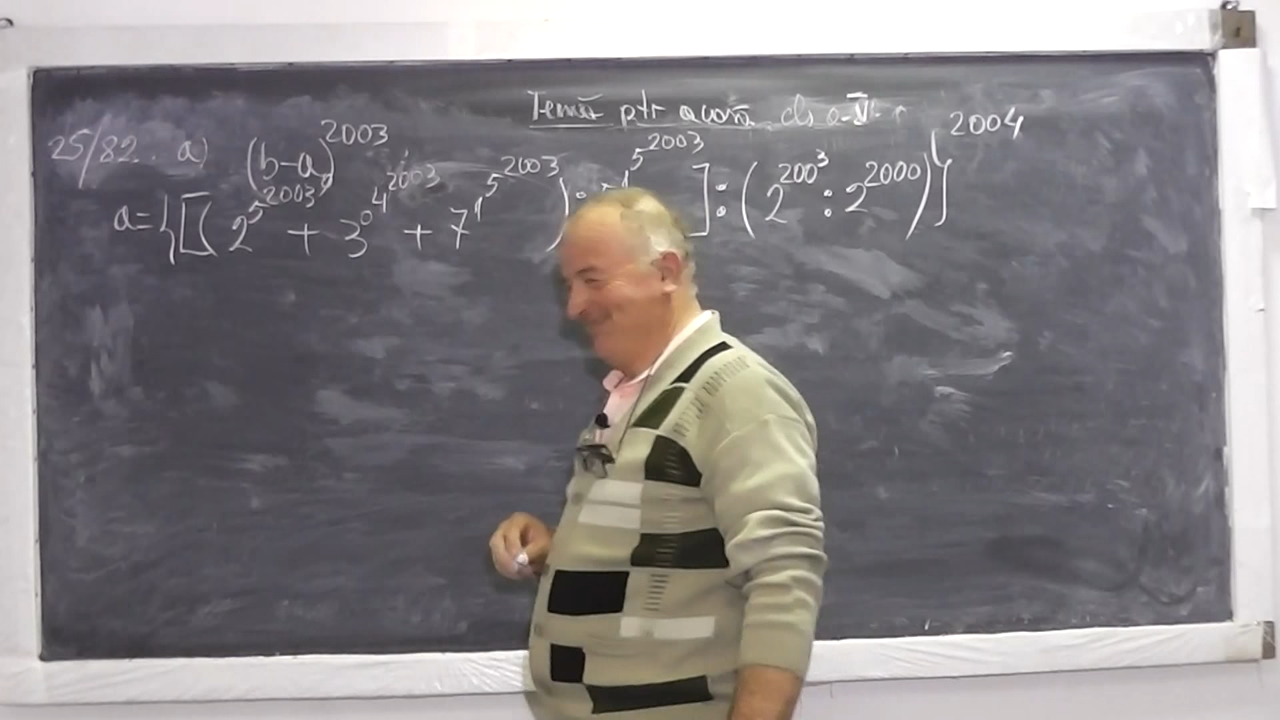 Temă ptr acasă cls a-V
25/82. a) (b-a)^2003
a={[(2^5^2003^0 + 3^0^4^2003 + 7^1^5^2003) : 1^5^2003]:(2^2003:2^2000)}^2004